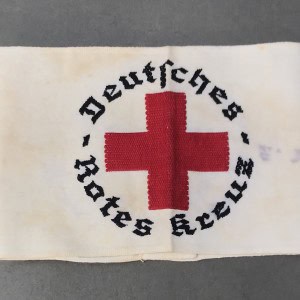 - Deutſches -
Rotes Kreuz